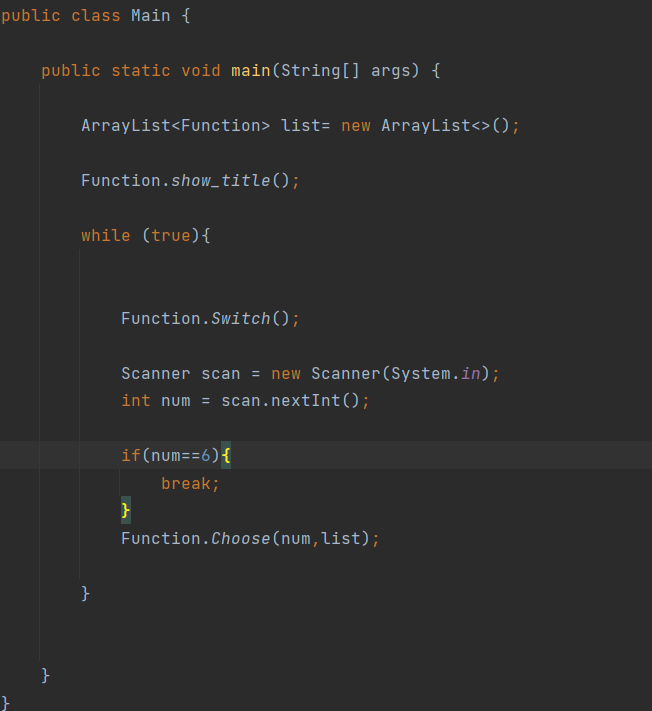 public class Main {
public static void main(String[] args) {
ArrayList<Function> list= new ArrayList<>();
Function.show_title();
while (true){
Function.Switch();
Scanner scan = new Scanner(System.in);
int num = scan.nextInt();
if(num==6){
break;
}
Function.Choose(num,list);
}
}
}